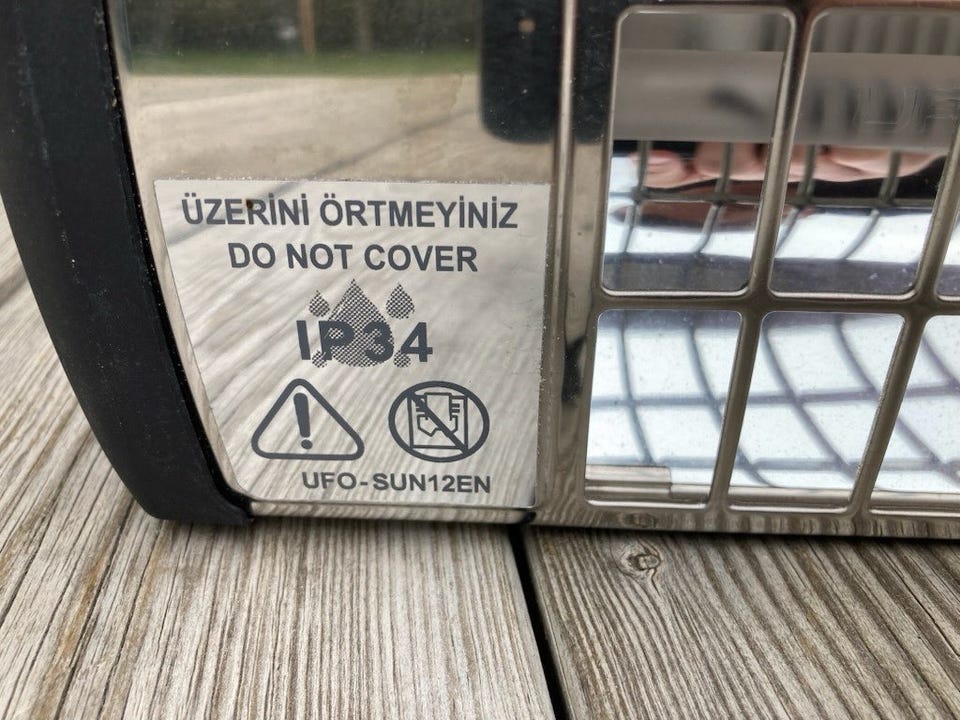 ÜZERİNİ ÖRTMEYİNİZ
DO NOT COVER
IP34
UFO-SUN12EN